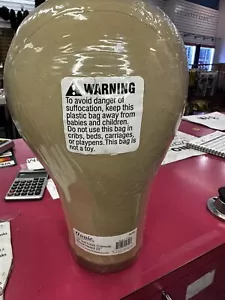 WARNING
To avoid danger of
suffocation, keep this
plastic bag away from
babies and children.
Do not use this bag in
cribs, beds, carriages,
or playpens. This bag is
not a toy.